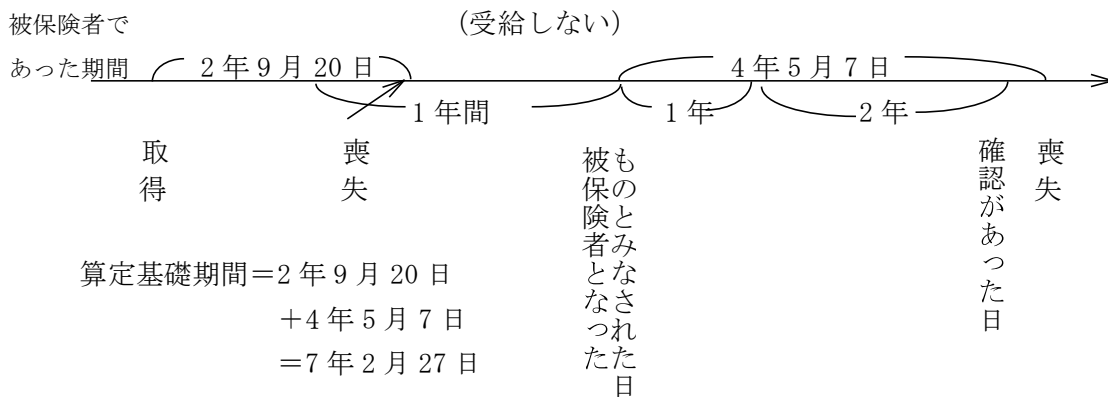 被保険者で
あった期間
(受給しない)
2年9月20日
4年5月7日
1年間
1年
2年
取得
喪失
被保険者となった
ものとみなされた日
確認があった日
喪失
算定基礎期間＝2年9月20日
＋4年5月7日
＝7年2月27日